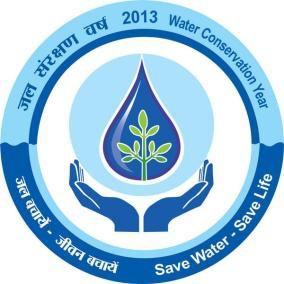 जल संरक्षण वर्ष 2013 Water Conservation Year
जल बचायें - जीवन बचायें Save Water - Save Life